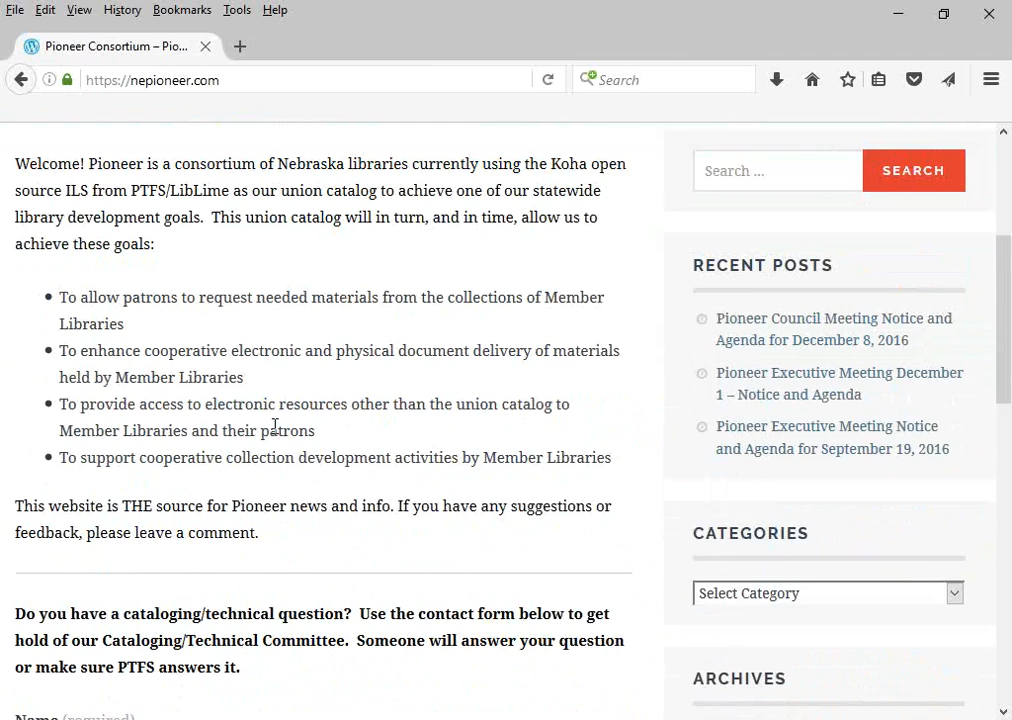 File Edit View History Bookmarks Tools Help
Pioneer Consortium – Pio...
https://nepioneer.com
Search
Welcome! Pioneer is a consortium of Nebraska libraries currently using the Koha open
source ILS from PTFS/LibLime as our union catalog to achieve one of our statewide
library development goals.  This union catalog will in turn, and in time, allow us to
achieve these goals:
To allow patrons to request needed materials from the collections of Member
Libraries
To enhance cooperative electronic and physical document delivery of materials
held by Member Libraries
To provide access to electronic resources other than the union catalog to
Member Libraries and their patrons
To support cooperative collection development activities by Member Libraries
This website is THE source for Pioneer news and info. If you have any suggestions or
feedback, please leave a comment.
Do you have a cataloging/technical question?  Use the contact form below to get
hold of our Cataloging/Technical Committee.  Someone will answer your question
or make sure PTFS answers it.
Name (required)
Search ...
SEARCH
RECENT POSTS
Pioneer Council Meeting Notice and
Agenda for December 8, 2016
Pioneer Executive Meeting December
1 – Notice and Agenda
Pioneer Executive Meeting Notice
and Agenda for September 19, 2016
CATEGORIES
Select Category
ARCHIVES